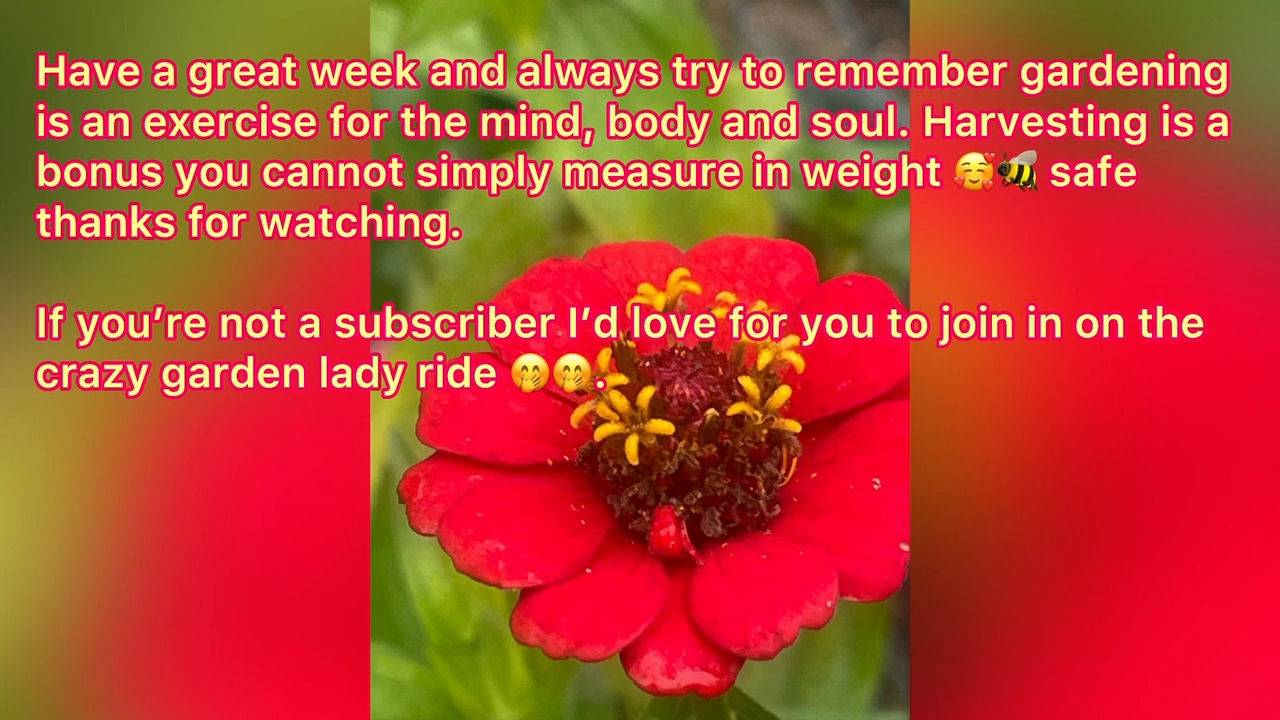 Have a great week and always try to remember gardening
is an exercise for the mind, body and soul. Harvesting is a
bonus you cannot simply measure in weight 🥰🐝 safe
thanks for watching.
If you’re not a subscriber I’d love for you to join in on the
crazy garden lady ride 🤭🤭.